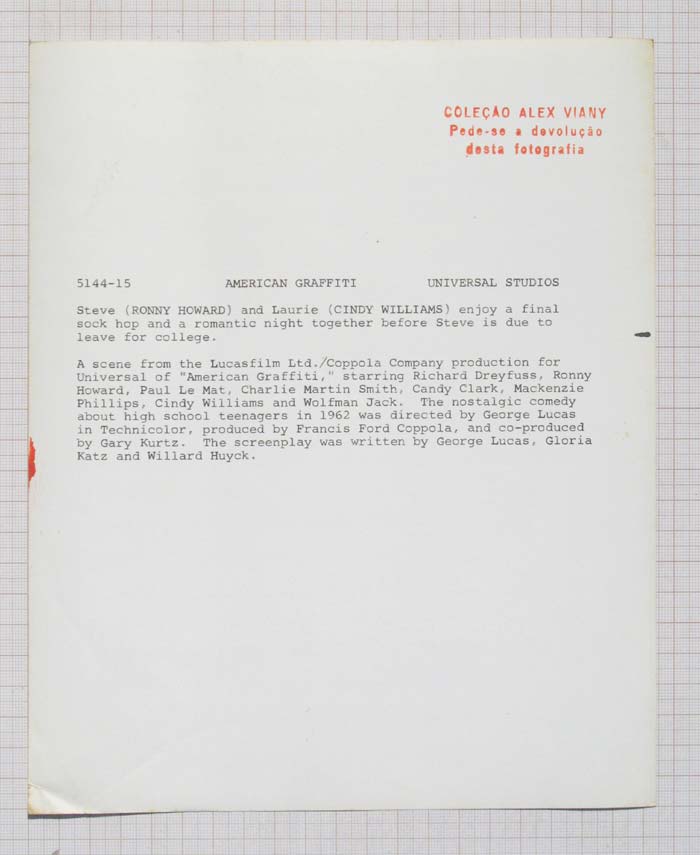 COLEÇÃO ALEX VIANY
Pede-se a devolução
desta fotografia
5144-15 AMERICAN GRAFFITI UNIVERSAL STUDIOS
Steve (RONNY HOWARD) and Laurie (CINDY WILLIAMS) enjoy a final
sock hop and a romantic night together before Steve is due to
leave for college.
A scene from the Lucasfilm Ltd./Coppola Company production for
Universal of "American Graffiti," starring Richard Dreyfuss, Ronny
Howard, Paul Le Mat, Charlie Martin Smith, Candy Clark, Mackenzie
Phillips, Cindy Williams and Wolfman Jack. The nostalgic comedy
about high school teenagers in 1962 was directed by George Lucas
in Technicolor, produced by Francis Ford Coppola, and co-produced
by Gary Kurtz. The screenplay was written by George Lucas, Gloria
Katz and Willard Huyck.